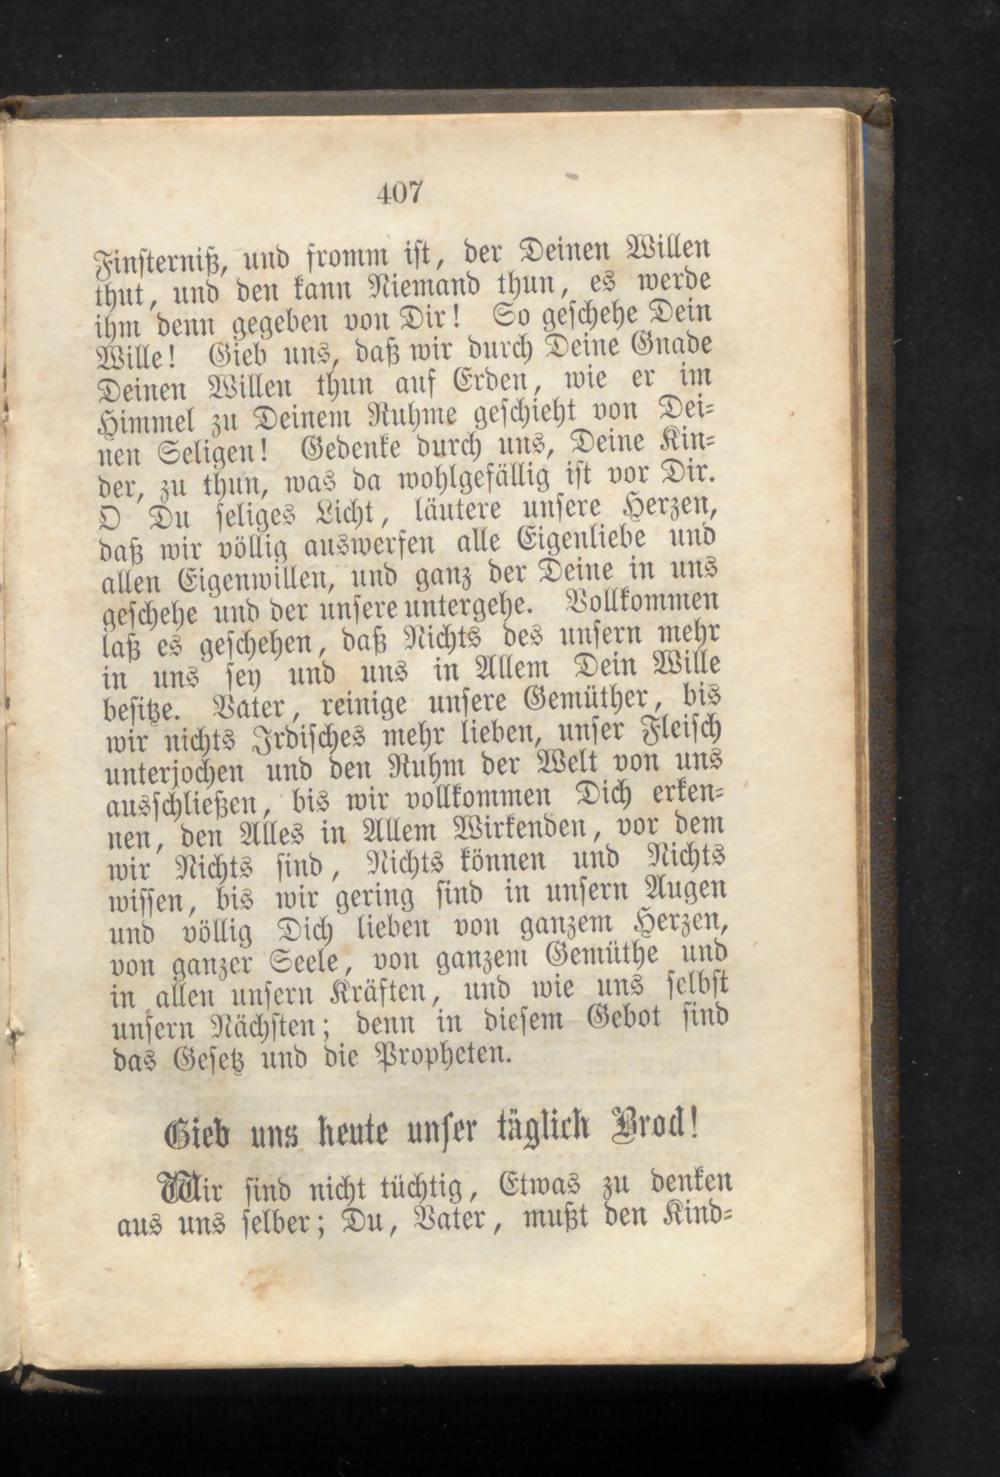 407
Finsterniß, und fromm ist, der Deinen Willen
thut, und den kann Niemand thun, es werde
ihm denn gegeben von Dir! So geschehe Dein
Wille! Gieb uns, daß wir durch Deine Gnade
Deinen Willen thun auf Erden, wie er im
Himmel zu Deinem Ruhme geschieht von Dei⸗
nen Seligen! Gedenke durch uns, Deine Kin⸗
der, zu thun, was da wohlgefällig ist vor Dir.
O Du seliges Licht, läutere unsere Herzen,
daß wir völlig auswerfen alle Eigenliebe und
allen Eigenwillen, und ganz der Deine in uns
geschehe und der unsere untergehe. Vollkommen
laß es geschehen, daß Nichts des unsern mehr
in uns sey und uns in Allem Dein Wille
besitze. Vater, reinige unsere Gemüther, bis
wir nichts Irdisches mehr lieben, unser Fleisch
unterjochen und den Ruhm der Welt von uns
ausschließen, bis wir vollkommen Dich erken⸗
nen, den Alles in Allem Wirkenden, vor dem
wir Nichts sind, Nichts können und Nichts
wissen, bis wir gering sind in unsern Augen
und völlig Dich lieben von ganzem Herzen,
von ganzer Seele, von ganzem Gemüthe und
in allen unsern Kräften, und wie uns selbst
unsern Nächsten; denn in diesem Gebot sind
das Gesetz und die Propheten.
Gieb uns heute unser täglich Brod!
Wir sind nicht tüchtig, Etwas zu denken
aus uns selber; Du, Vater, mußt den Kind⸗